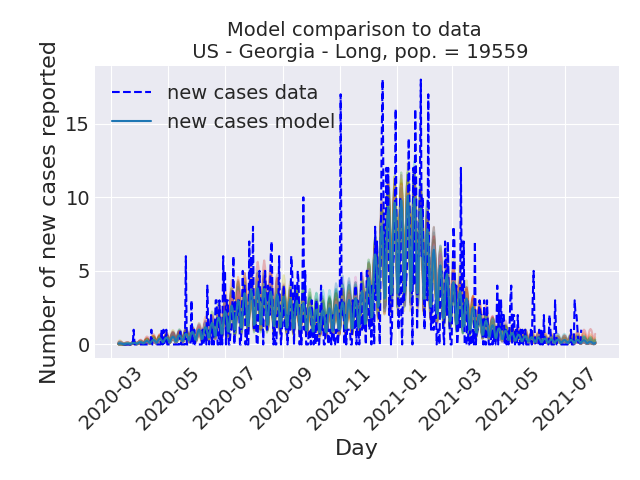 Model comparison to data
US - Georgia - Long, pop. = 19559
new cases data
new cases model
Number of new cases reported
15
10
5
0
2020-03
2020-05
2020-07
2020-09
2020-11
2021-01
2021-03
2021-05
2021-07
Day